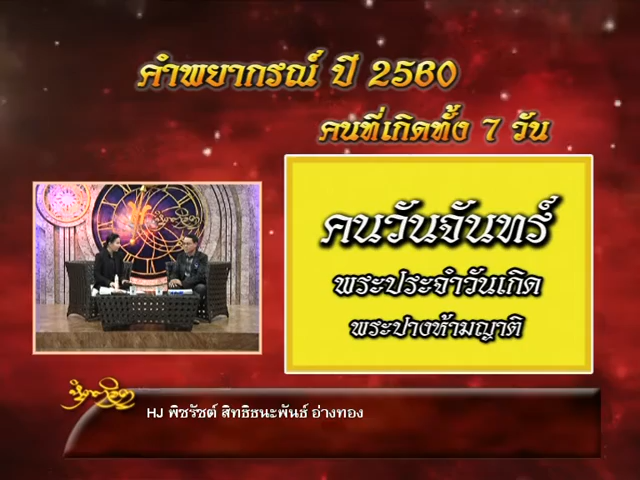 คำพยากรณ์ ปี 2560
คนที่เกิดทั้ง 7 วัน
คนวันจันทร์
พระประจำวันเกิด
พระปางห้ามญาติ
HJ พิชรัชต์ สิทธิธนะพันธ์ อ่างทอง